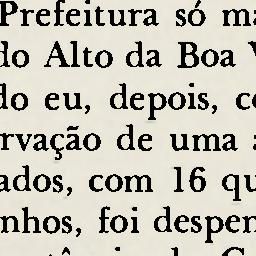 Prefeitura só ma
do Alto da Boa V
do eu, depois, co
rvação de uma a
ados, com 16 qu
nhos, foi despen